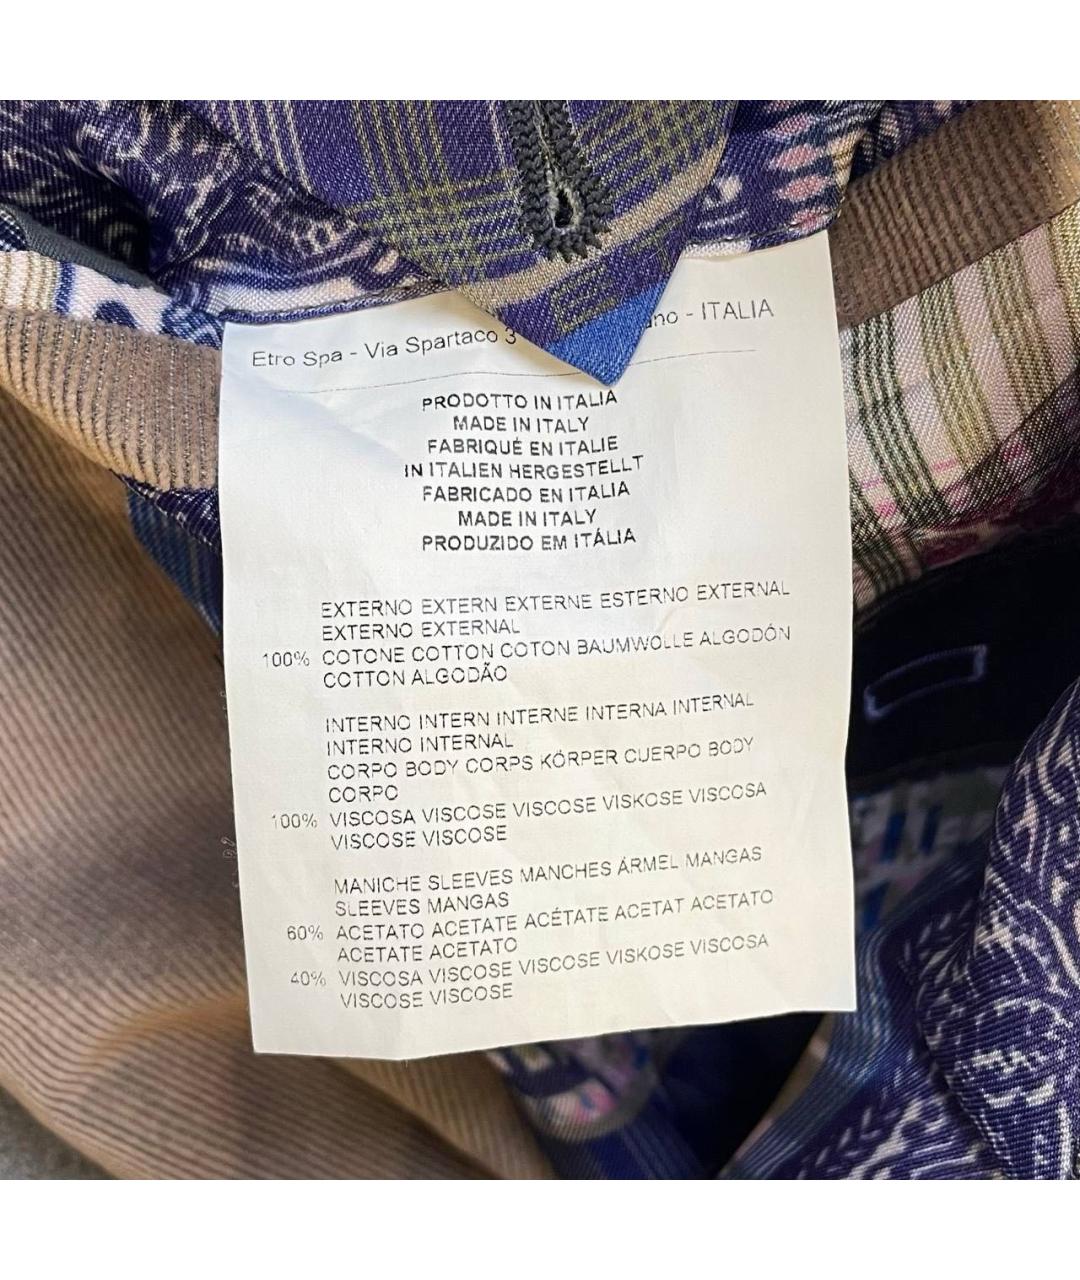 Etro Spa - Via Spartaco 3 - ITALIA
PRODOTTO IN ITALIA
MADE IN ITALY
FABRIQUÉ EN ITALIE
IN ITALIEN HERGESTELLT
FABRICADO EN ITALIA
MADE IN ITALY
PRODUZIDO EM ITÁLIA
EXTERNO EXTERN EXTERNE ESTERNO EXTERNAL
EXTERNO EXTERNAL
100% COTONE COTTON COTON BAUMWOLLE ALGODÓN
COTTON ALGODÃO
INTERNO INTERN INTERNE INTERNA INTERNAL
INTERNO INTERNAL
CORPO BODY CORPS KÖRPER CUERPO BODY
CORPO
100% VISCOSA VISCOSE VISCOSE VISKOSE VISCOSA
VISCOSE VISCOSE
MANICHE SLEEVES MANCHES ÁRMEL MANGAS
SLEEVES MANGAS
60% ACETATO ACETATE ACÉTATE ACETAT ACETATO
ACETATE ACETATO
40% VISCOSA VISCOSE VISCOSE VISKOSE VISCOSA
VISCOSE VISCOSE